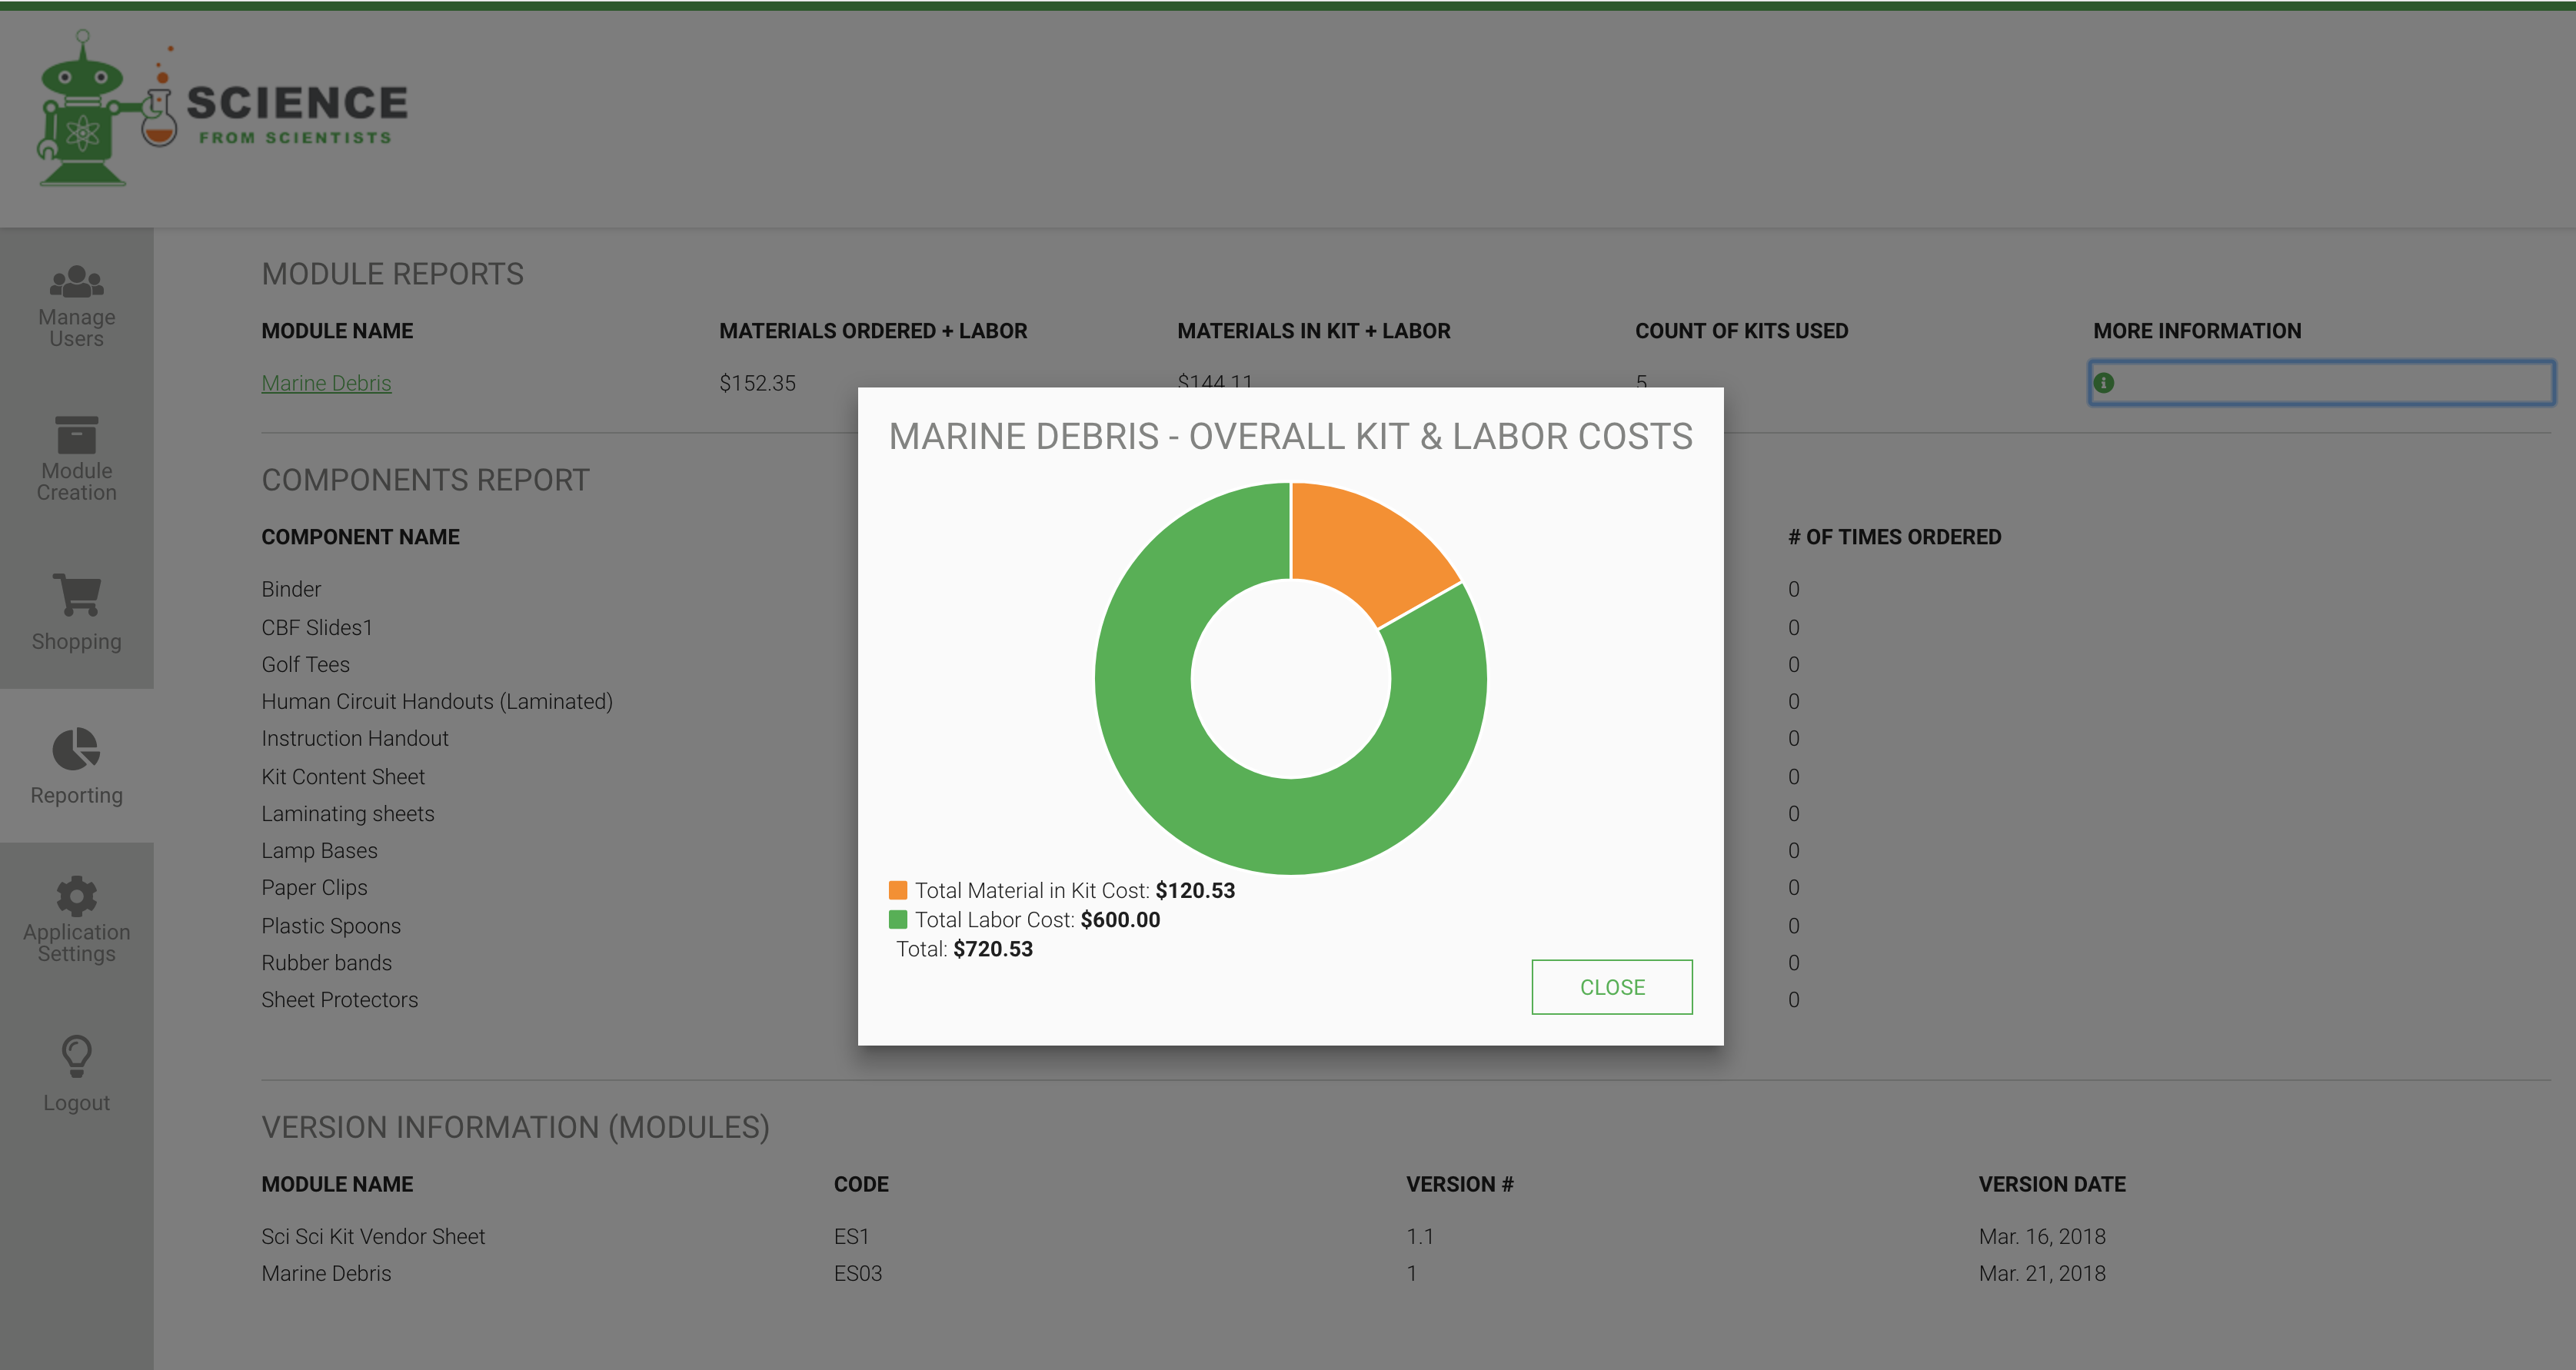 SCIENCE
FROM SCIENTISTS
Manage
Users
Module
Creation
Shopping
Reporting
Application
Settings
Logout
MODULE REPORTS
MODULE NAME MATERIALS ORDERED + LABOR MATERIALS IN KIT + LABOR COUNT OF KITS USED MORE INFORMATION
Marine Debris $152.35 $144.11 5
COMPONENTS REPORT
COMPONENT NAME # OF TIMES ORDERED
Binder 0
CBF Slides1 0
Golf Tees 0
Human Circuit Handouts (Laminated) 0
Instruction Handout 0
Kit Content Sheet 0
Laminating sheets 0
Lamp Bases 0
Paper Clips 0
Plastic Spoons 0
Rubber bands 0
Sheet Protectors 0
MARINE DEBRIS - OVERALL KIT & LABOR COSTS
Total Material in Kit Cost: $120.53
Total Labor Cost: $600.00
Total: $720.53
CLOSE
VERSION INFORMATION (MODULES)
MODULE NAME CODE VERSION # VERSION DATE
Sci Sci Kit Vendor Sheet ES1 1.1 Mar. 16, 2018
Marine Debris ES03 1 Mar. 21, 2018